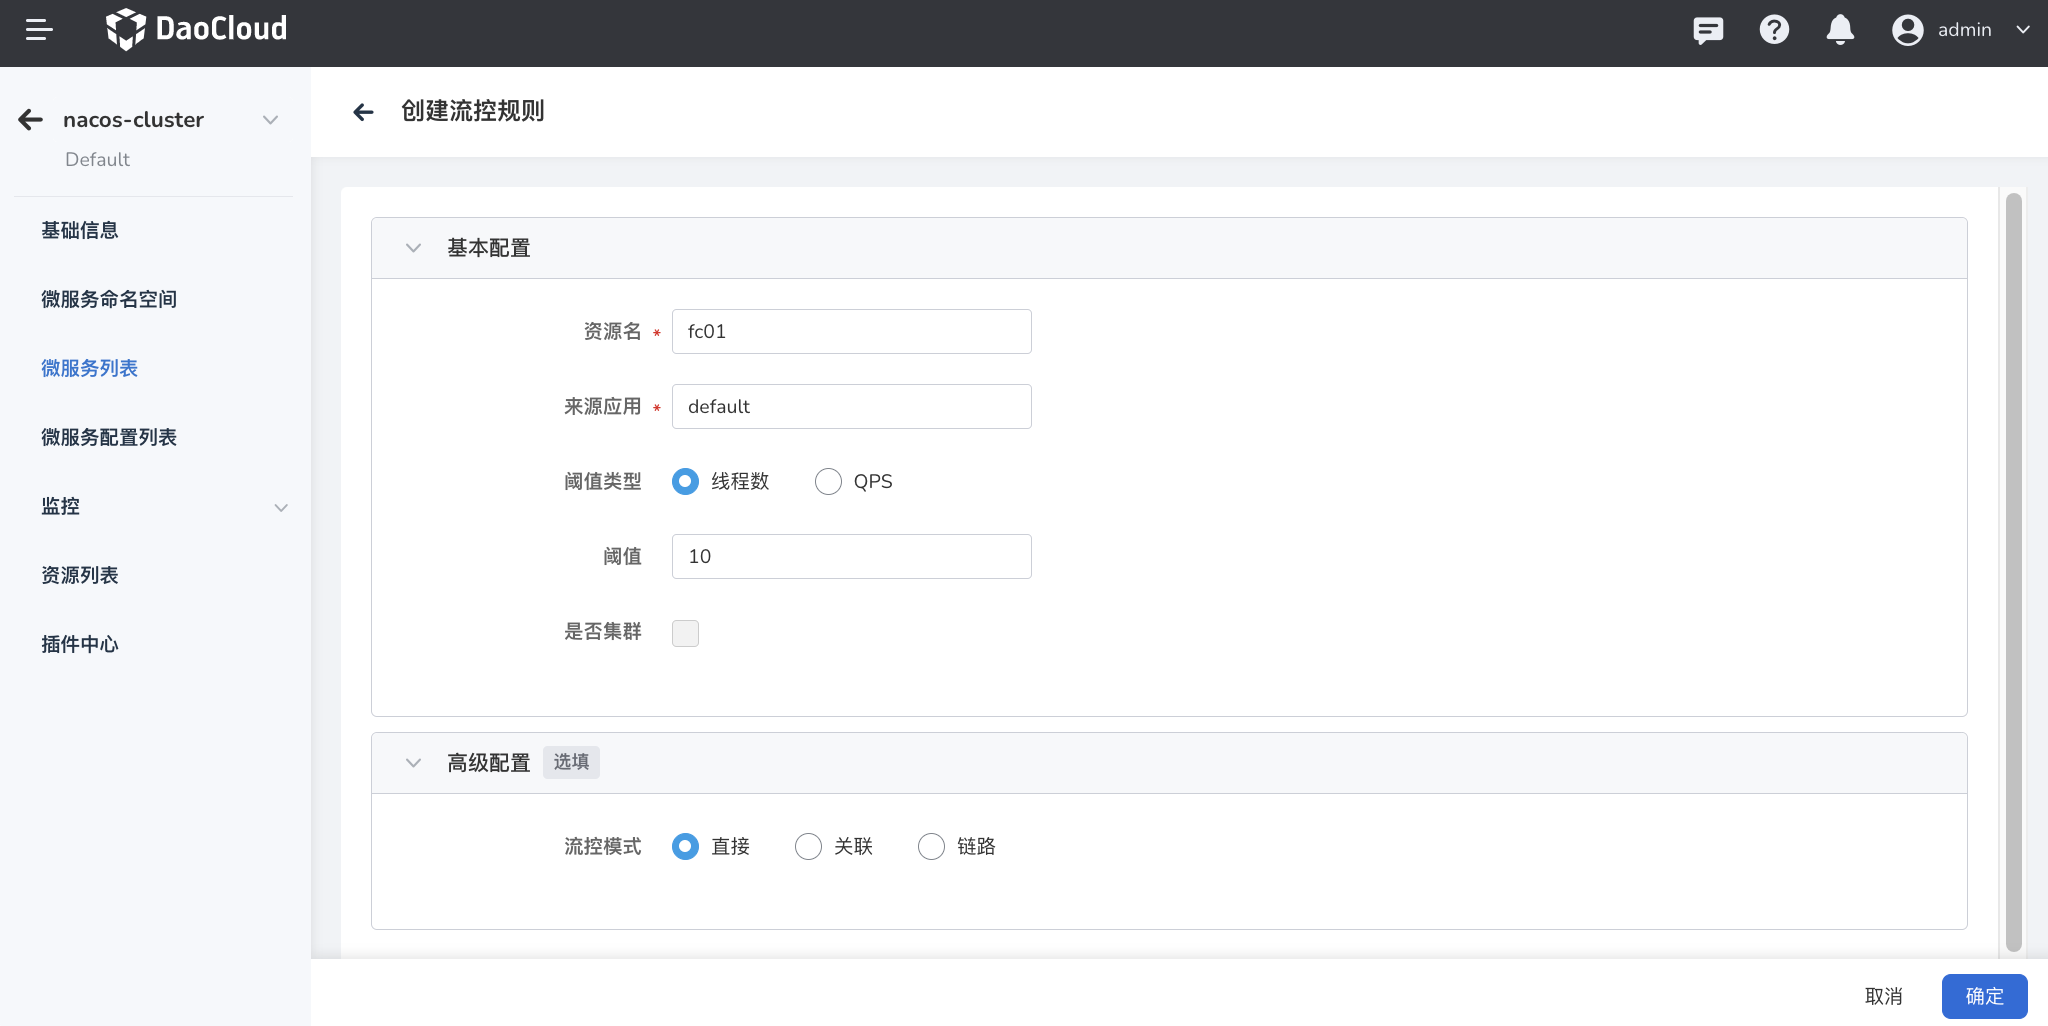 DaoCloud
admin
nacos-cluster
Default
基础信息
微服务命名空间
微服务列表
微服务配置列表
监控
资源列表
插件中心
创建流控规则
基本配置
资源名 * fc01
来源应用 * default
阈值类型 线程数 QPS
阈值 10
是否集群
高级配置 选填
流控模式 直接 关联 链路
取消 确定